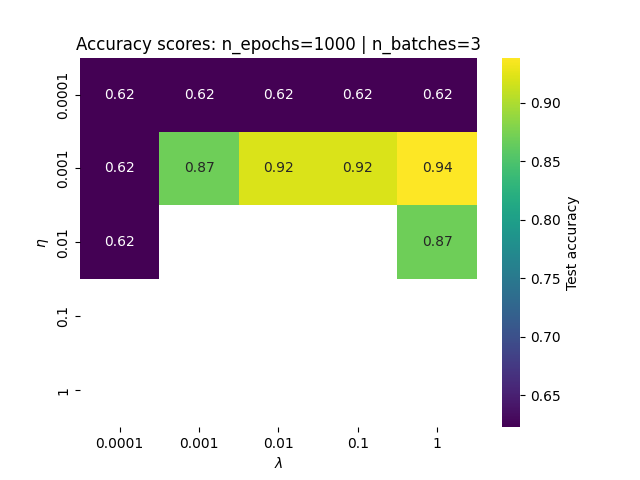 Accuracy scores: n_epochs=1000 | n_batches=3
0.0001
0.62 0.62 0.62 0.62 0.62
0.001
0.62 0.87 0.92 0.92 0.94
η
0.01
0.62 0.87
0.1
1
0.0001 0.001 0.01 0.1 1
λ
0.90
0.85
0.80
0.75
0.70
0.65
Test accuracy